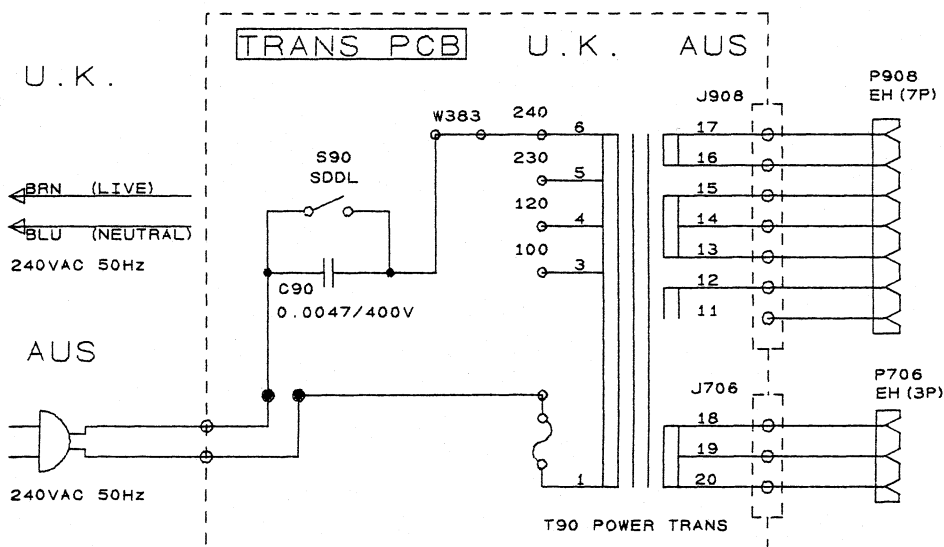 TRANS PCB
U.K. AUS
U.K.
P908
EH (7P)
J908
W383
240
6
17
16
S90
SDDL
230
5
BRN (LIVE)
15
120
4
14
BLU (NEUTRAL)
100
3
13
240VAC 50Hz
C90
0.0047/400V
12
11
AUS
P706
EH (3P)
J706
18
19
240VAC 50Hz
1
20
T90 POWER TRANS